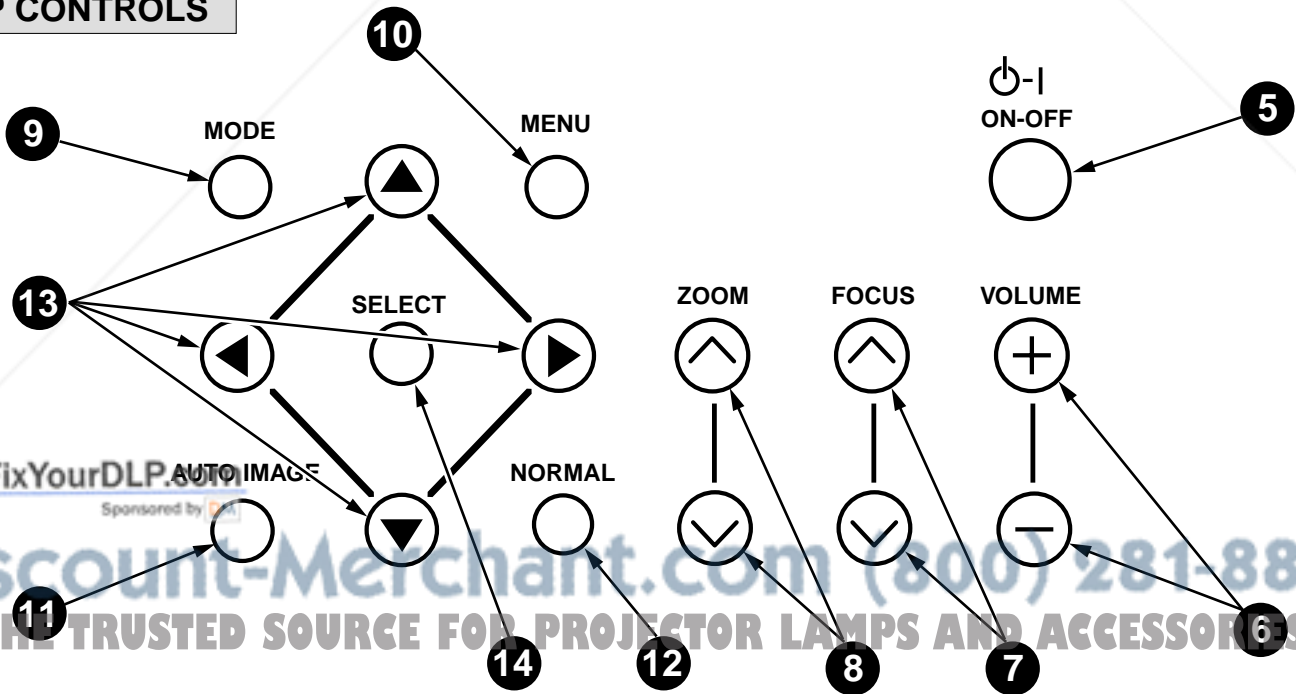 P CONTROLS
10
5
ON-OFF
9
MODE
MENU
13
SELECT
ZOOM
FOCUS
VOLUME
FixYourDLP.com
AUTO IMAGE
NORMAL
Sponsored by DM
scount-Merchant.com (800) 281-88
11
HE TRUSTED SOURCE FOR PROJECTOR LAMPS AND ACCESSORIES
6
14
12
8
7